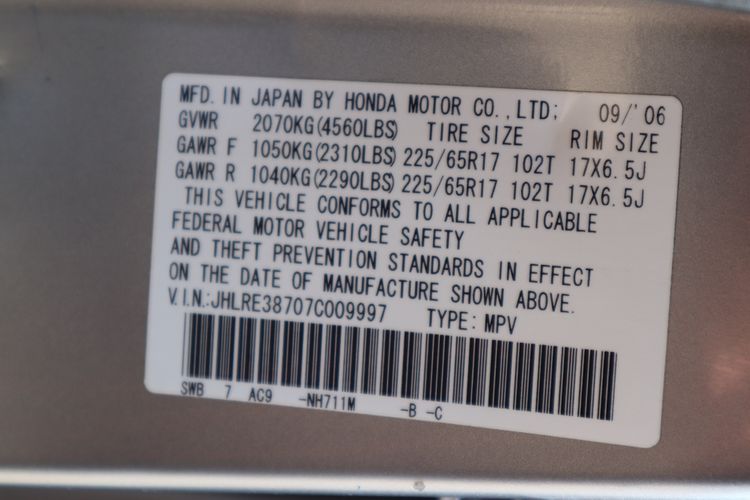 MFD. IN JAPAN BY HONDA MOTOR CO.,LTD; 09/'06
GVWR 2070KG(4560LBS) TIRE SIZE RIM SIZE
GAWR F 1050KG(2310LBS) 225/65R17 102T 17X6.5J
GAWR R 1040KG(2290LBS) 225/65R17 102T 17X6.5J
THIS VEHICLE CONFORMS TO ALL APPLICABLE
FEDERAL MOTOR VEHICLE SAFETY
AND THEFT PREVENTION STANDARDS IN EFFECT
ON THE DATE OF MANUFACTURE SHOWN ABOVE.
V.I.N.:JHLRE38707C009997 TYPE: MPV
SWB 7 AC9 -NH711M -B -C